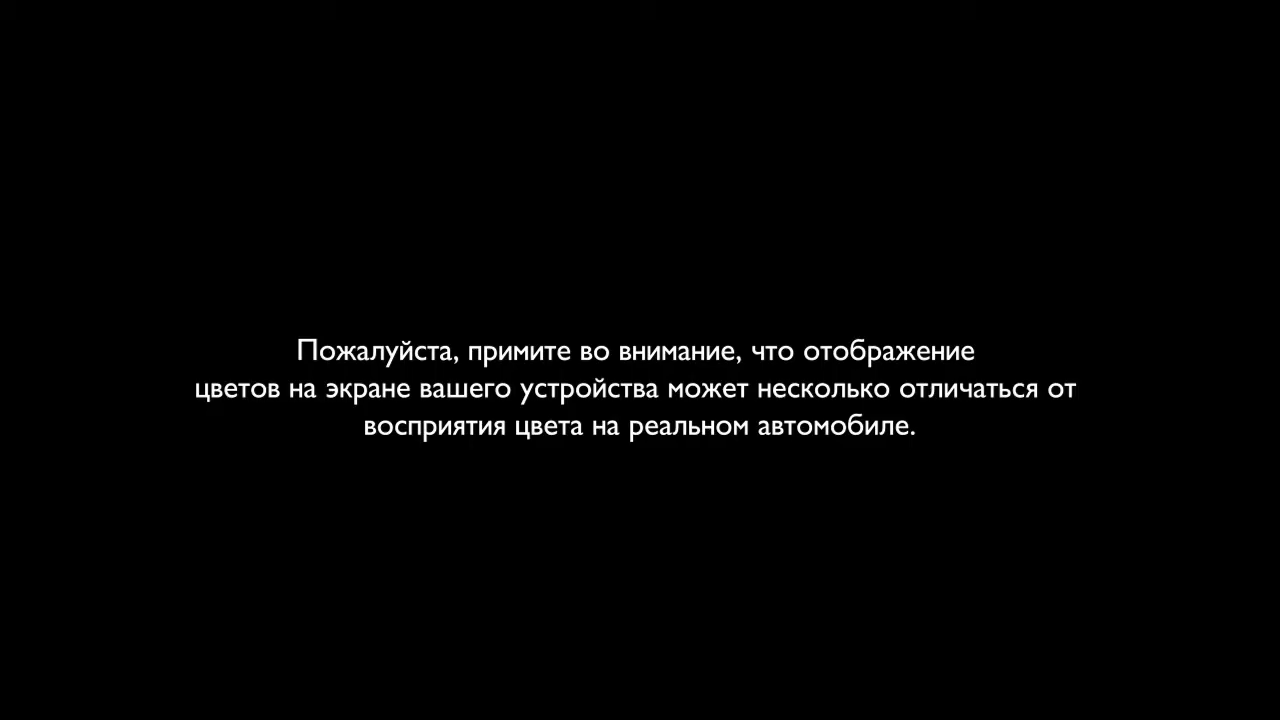 Пожалуйста, примите во внимание, что отображение
цветов на экране вашего устройства может несколько отличаться от
восприятия цвета на реальном автомобиле.